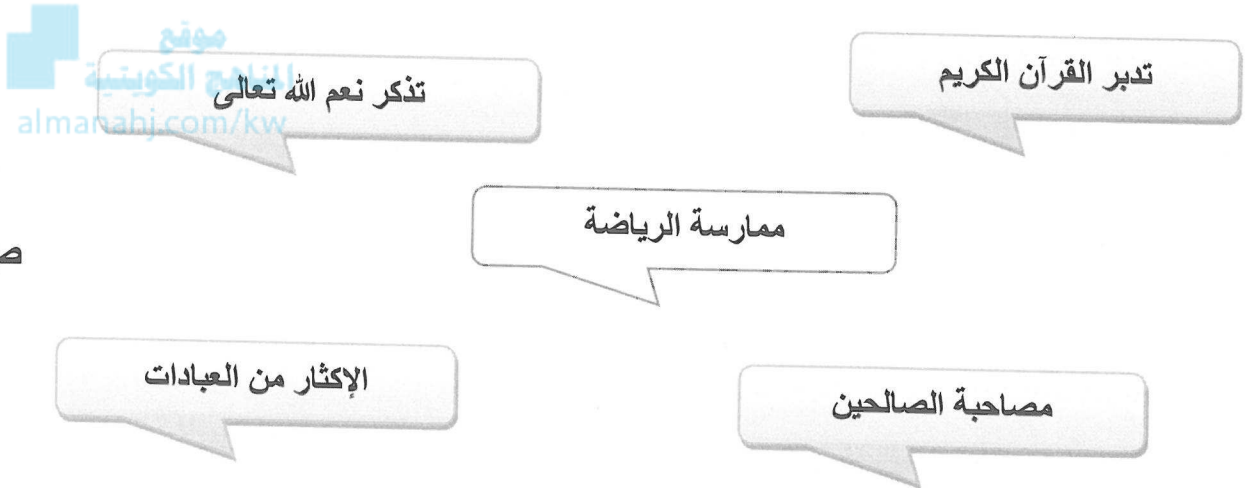 موقع
المناهج الكويتية
almanahj.com/kw
تدبر القرآن الكريم
تذكر نعم الله تعالى
ممارسة الرياضة
ص
مصاحبة الصالحين
الإكثار من العبادات